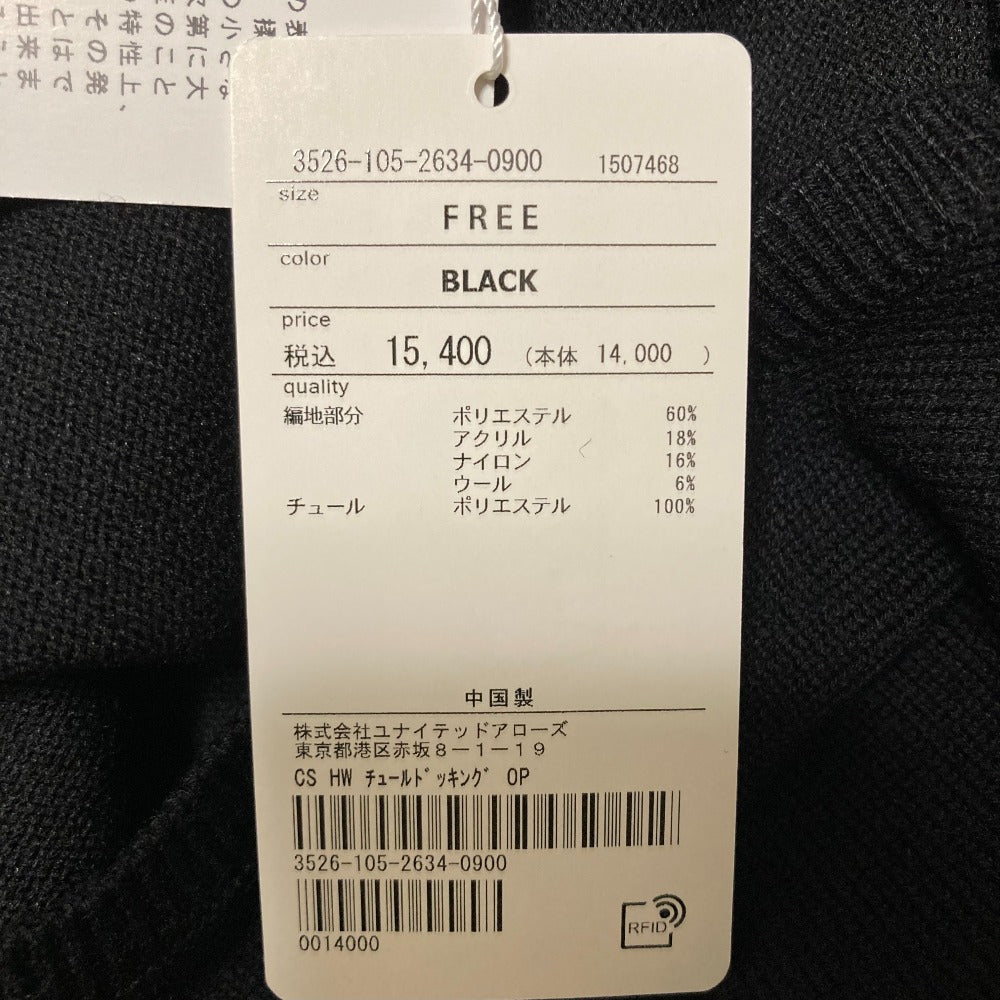 3526-105-2634-0900 1507468
size
FREE
color
BLACK
price
税込 15,400 (本体 14,000 )
quality
編地部分 ポリエステル 60%
アクリル 18%
ナイロン 16%
ウール 6%
チュール ポリエステル 100%
中国製
株式会社ユナイテッドアローズ
東京都港区赤坂8-1-19
CS HW ﾁｭｰﾙﾄﾞｯｷﾝｸﾞ OP
3526-105-2634-0900
0014000
RFID